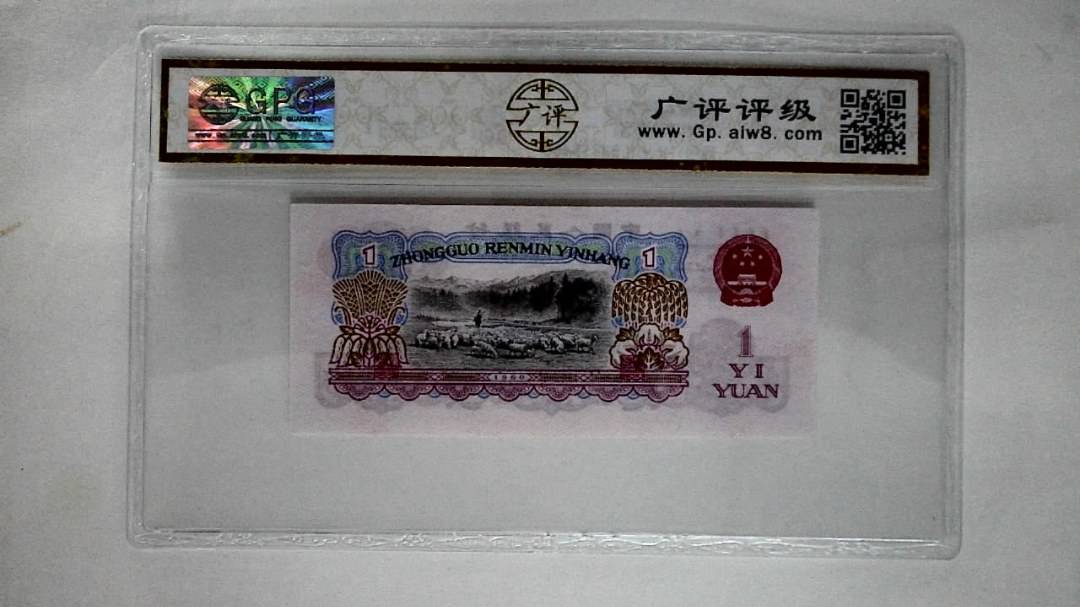 GPG
广评
广评评级
www.Gp.aiw8.com
1
ZHONGGUO RENMIN YINHANG
1
1960
1
YI
YUAN